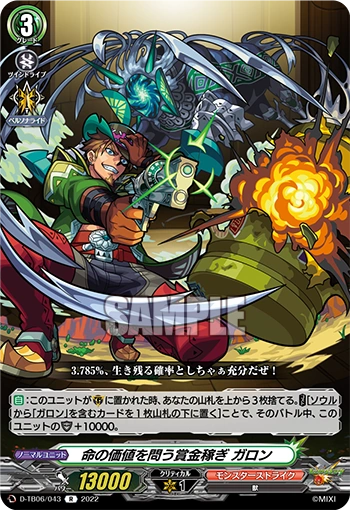 3
グレード
ツインドライブ
ペルソナライド
SAMPLE
3.785%、生き残る確率としちゃぁ充分だぜ！
自:このユニットが に置かれた時、あなたの山札を上から3枚捨てる。【[ソウル
から「ガロン」を含むカードを1枚山札の下に置く]ことで、そのバトル中、この
ユニットの +10000。
ノーマルユニット
命の価値を問う賞金稼ぎ ガロン
パワー 13000
クリティカル
1
モンスターストライク
獣
D-TB06/043 R 2022
©MIXI